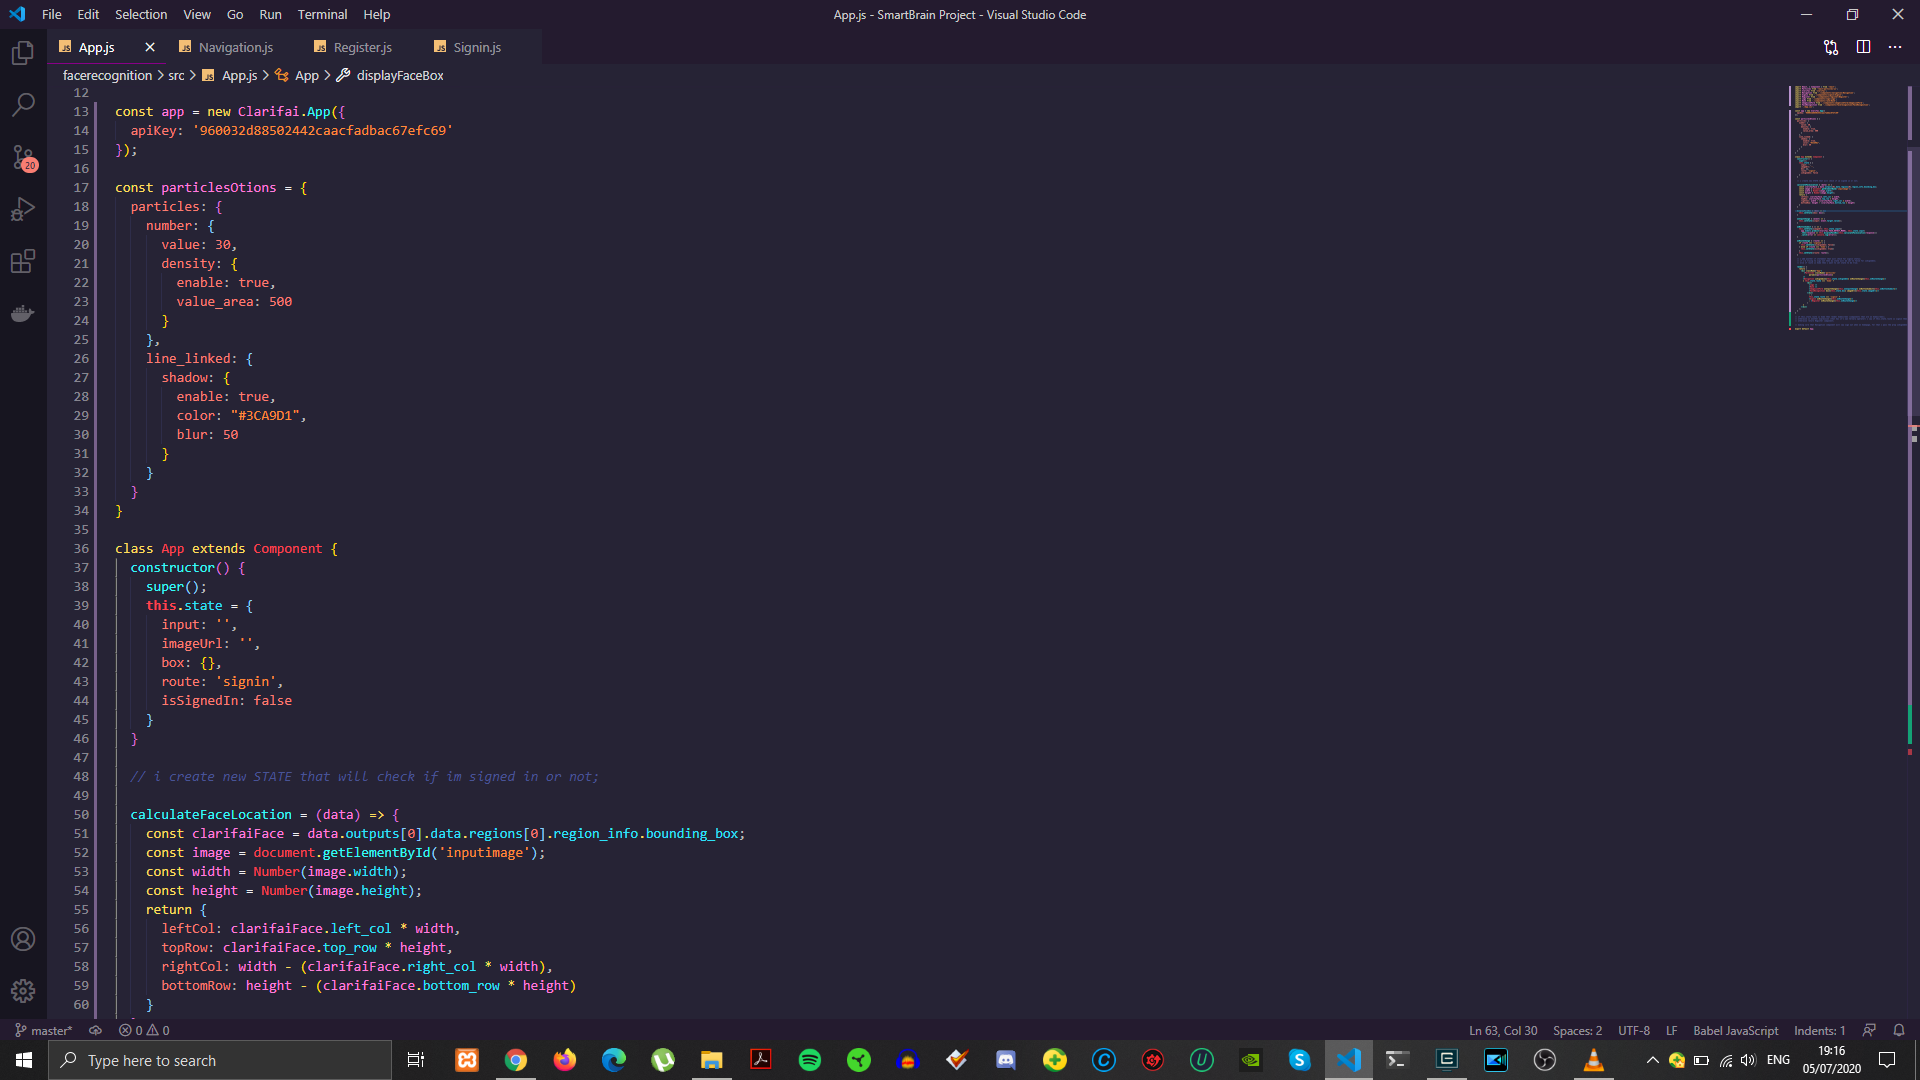 File Edit Selection View Go Run Terminal Help
App.js - SmartBrain Project - Visual Studio Code
JS App.js
JS Navigation.js
JS Register.js
JS Signin.js
facerecognition > src > JS App.js > App > displayFaceBox
12
13 const app = new Clarifai.App({
14 apiKey: '960032d88502442caacfadbac67efc69'
15 });
16
17 const particlesOtions = {
18 particles: {
19 number: {
20 value: 30,
21 density: {
22 enable: true,
23 value_area: 500
24 }
25 },
26 line_linked: {
27 shadow: {
28 enable: true,
29 color: "#3CA9D1",
30 blur: 50
31 }
32 }
33 }
34 }
35
36 class App extends Component {
37 constructor() {
38 super();
39 this.state = {
40 input: '',
41 imageUrl: '',
42 box: {},
43 route: 'signin',
44 isSignedIn: false
45 }
46 }
47
48 // i create new STATE that will check if im signed in or not;
49
50 calculateFaceLocation = (data) => {
51 const clarifaiFace = data.outputs[0].data.regions[0].region_info.bounding_box;
52 const image = document.getElementById('inputimage');
53 const width = Number(image.width);
54 const height = Number(image.height);
55 return {
56 leftCol: clarifaiFace.left_col * width,
57 topRow: clarifaiFace.top_row * height,
58 rightCol: width - (clarifaiFace.right_col * width),
59 bottomRow: height - (clarifaiFace.bottom_row * height)
60 }
20
master* 0 0
Ln 63, Col 30 Spaces: 2 UTF-8 LF Babel JavaScript Indents: 1
Type here to search
ENG
19:16
05/07/2020